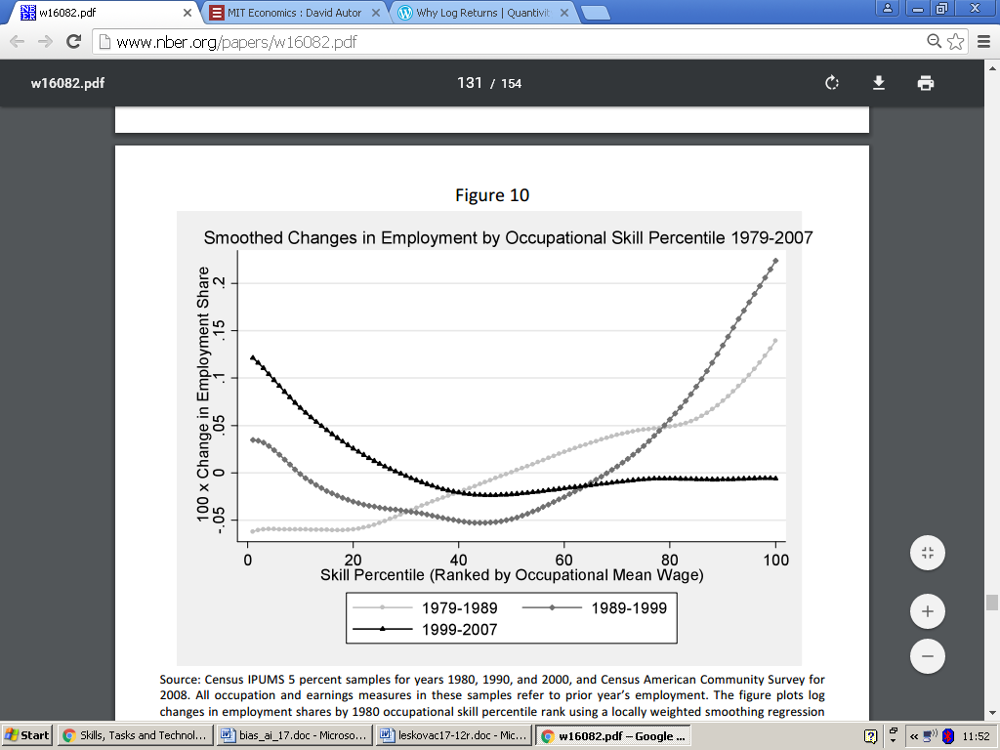 w16082.pdf
MIT Economics : David Autor
Why Log Returns | Quantivit
www.nber.org/papers/w16082.pdf
w16082.pdf
131 / 154
Figure 10
Smoothed Changes in Employment by Occupational Skill Percentile 1979-2007
100 x Change in Employment Share
.2
.15
.1
.05
0
-.05
0 20 40 60 80 100
Skill Percentile (Ranked by Occupational Mean Wage)
1979-1989 1989-1999
1999-2007
Source: Census IPUMS 5 percent samples for years 1980, 1990, and 2000, and Census American Community Survey for
2008. All occupation and earnings measures in these samples refer to prior year’s employment. The figure plots log
changes in employment shares by 1980 occupational skill percentile rank using a locally weighted smoothing regression
Start Skills, Tasks and Technol... bias_ai_17.doc - Microso... leskovac17-12r.doc - Mic... w16082.pdf – Google ... 11:52